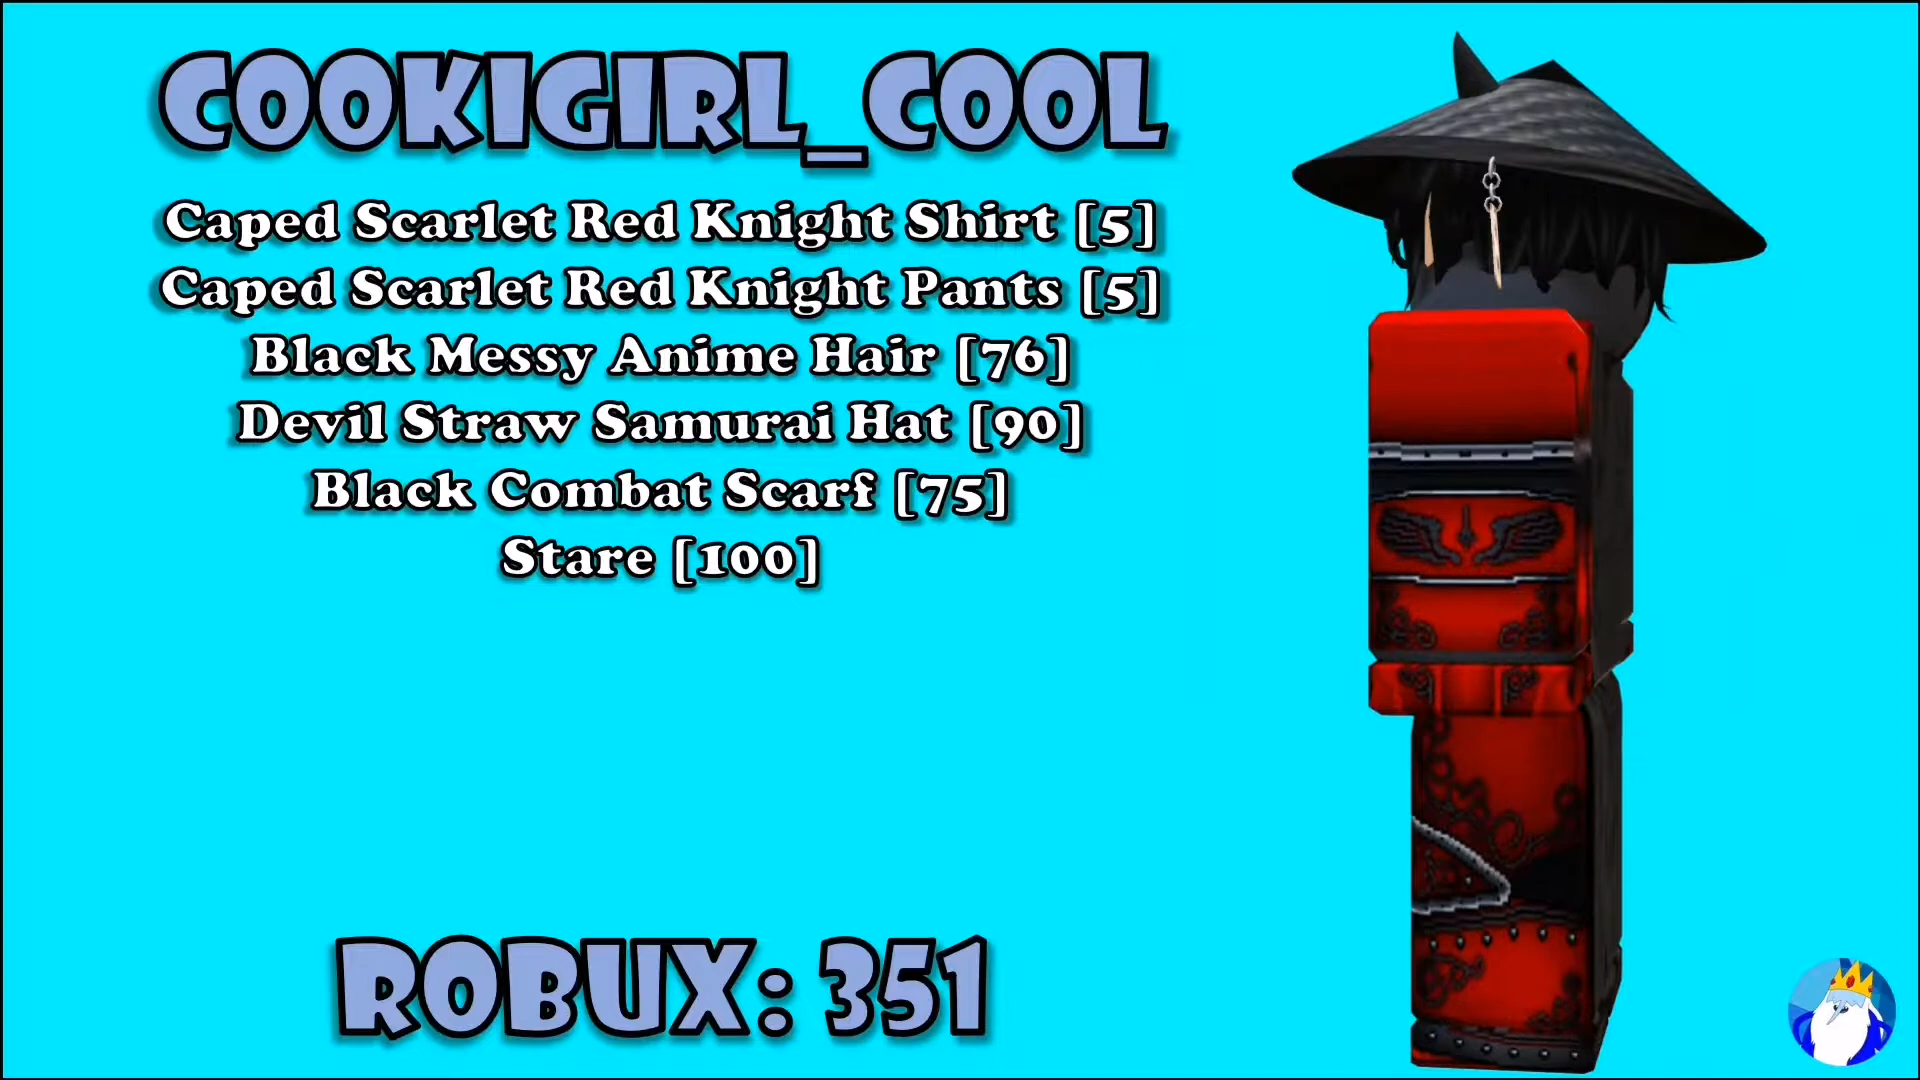 COOKIGIRL_COOL
Caped Scarlet Red Knight Shirt [5]
Caped Scarlet Red Knight Pants [5]
Black Messy Anime Hair [76]
Devil Straw Samurai Hat [90]
Black Combat Scarf [75]
Stare [100]
ROBUX: 351